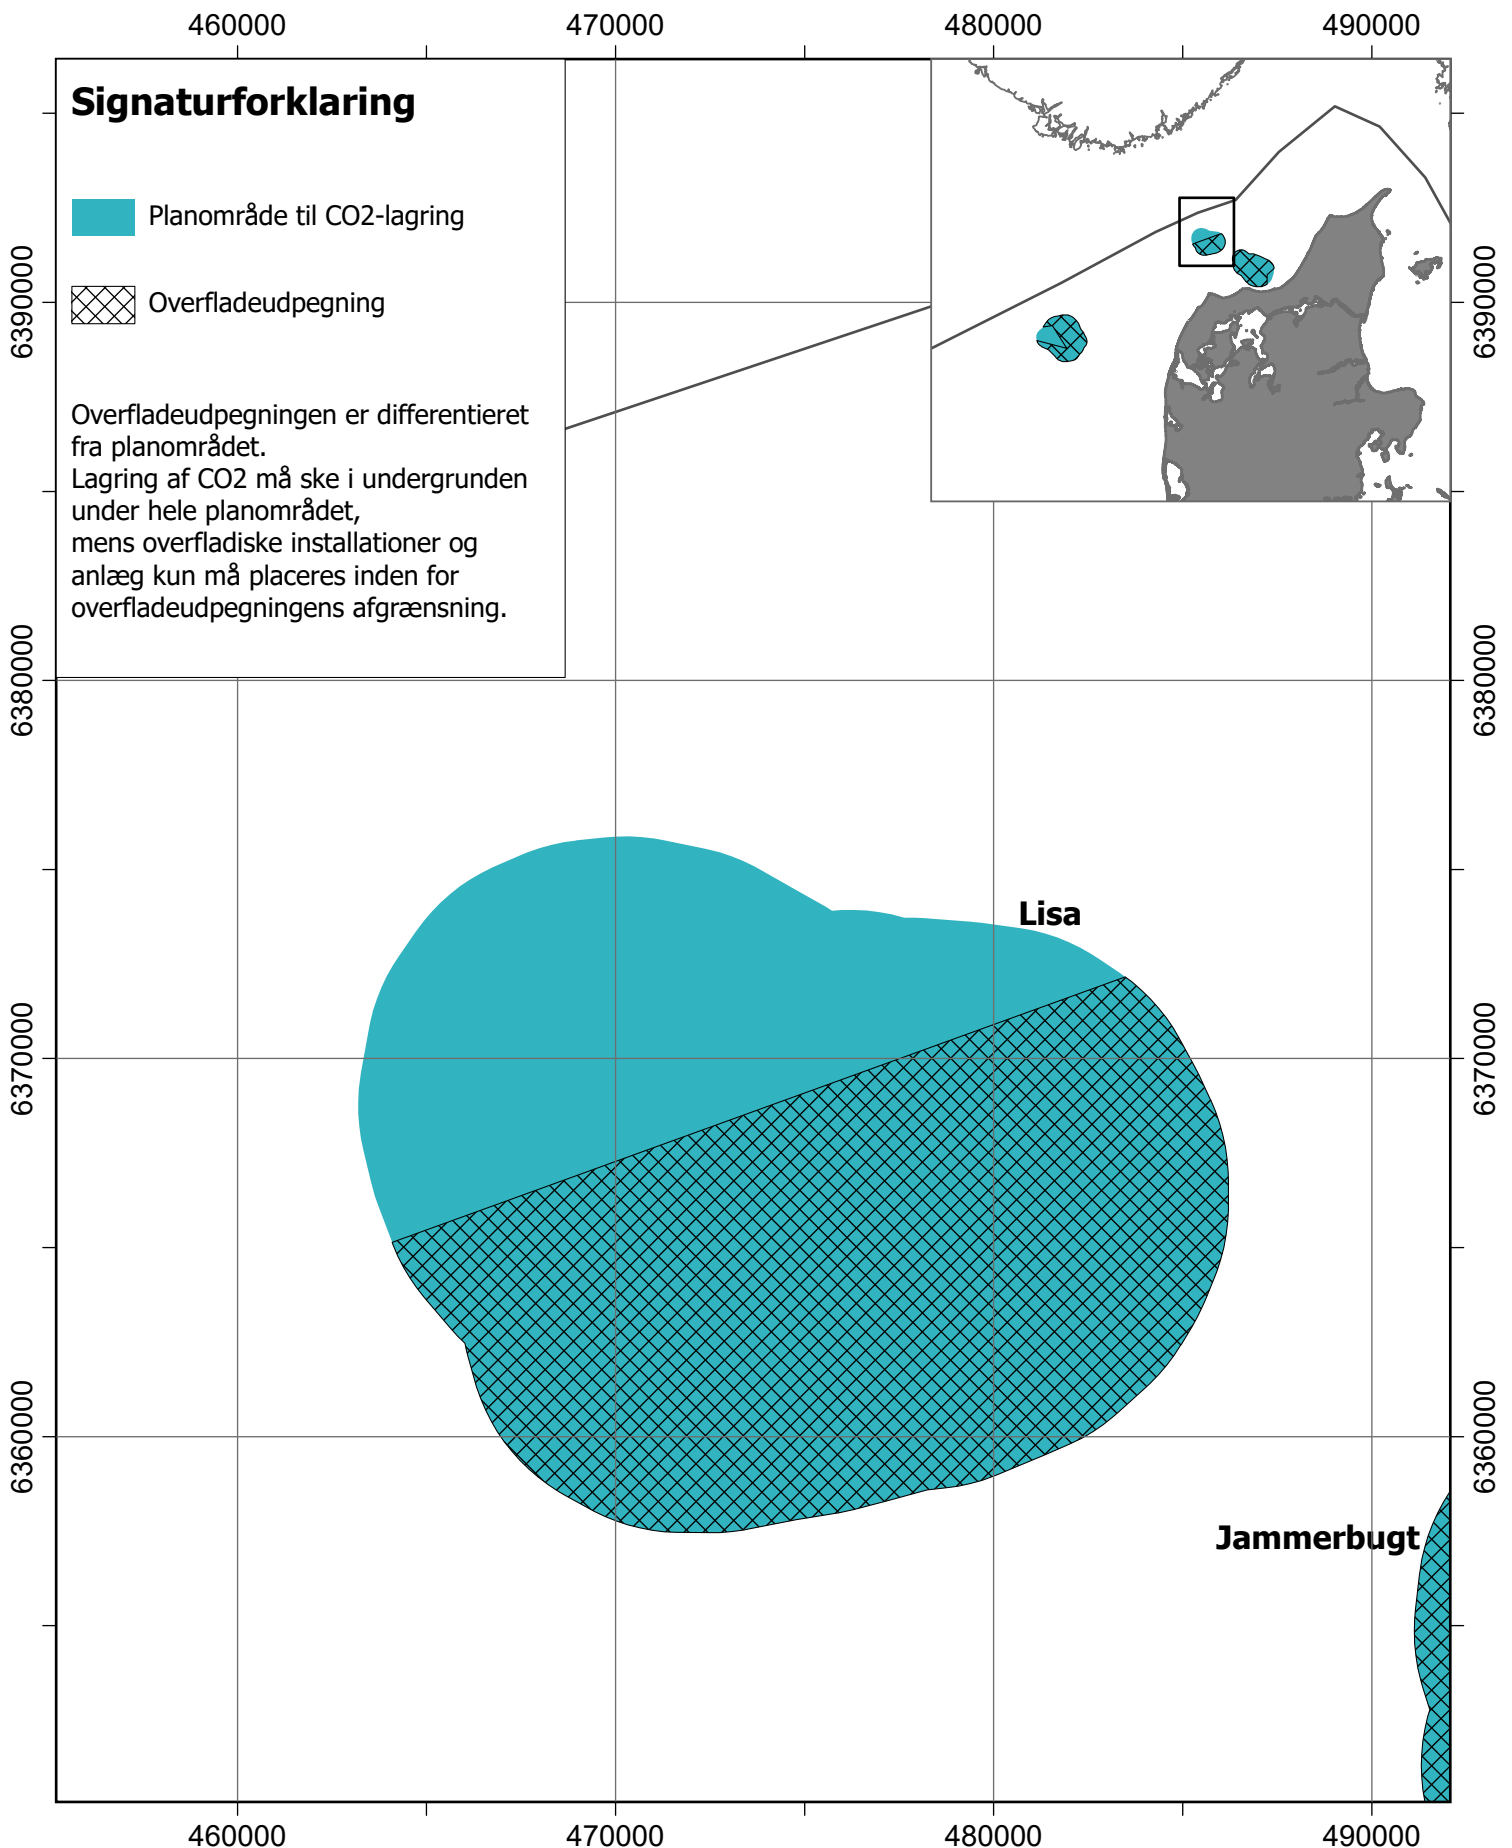 460000
470000
480000
490000
Signaturforklaring
Planområde til CO2-lagring
Overfladeudpegning
Overfladeudpegningen er differentieret
fra planområdet.
Lagring af CO2 må ske i undergrunden
under hele planområdet,
mens overfladiske installationer og
anlæg kun må placeres inden for
overfladeudpegningens afgrænsning.
6390000
6390000
6380000
6380000
Lisa
6370000
6370000
6360000
6360000
Jammerbugt
460000
470000
480000
490000